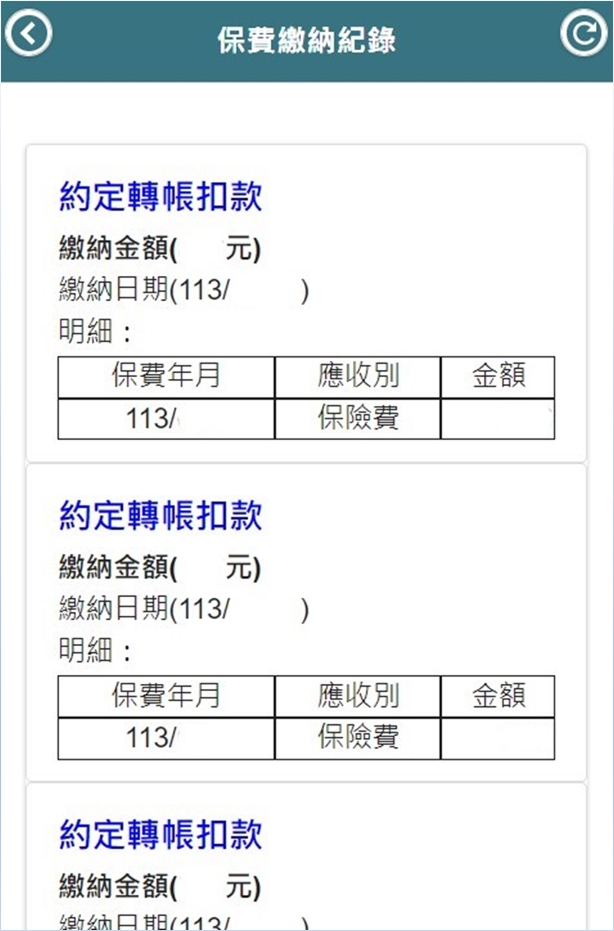 保費繳納紀錄
約定轉帳扣款
繳納金額( 元)
繳納日期(113/ )
明細：
保費年月 應收別 金額
113/ 保險費
約定轉帳扣款
繳納金額( 元)
繳納日期(113/ )
明細：
保費年月 應收別 金額
113/ 保險費
約定轉帳扣款
繳納金額( 元)
繳納日期(113/ )